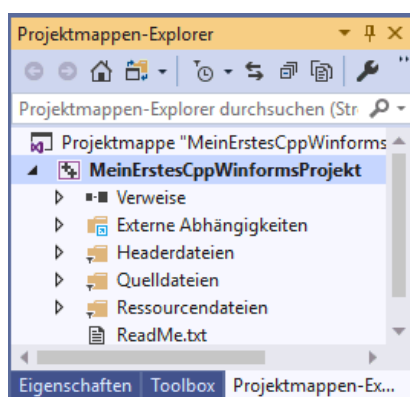 Projektmappen-Explorer
Projektmappen-Explorer durchsuchen (Str
Projektmappe "MeinErstesCppWinforms
MeinErstesCppWinformsProjekt
Verweise
Externe Abhängigkeiten
Headerdateien
Quelldateien
Ressourcendateien
ReadMe.txt
Eigenschaften Toolbox Projektmappen-Ex...